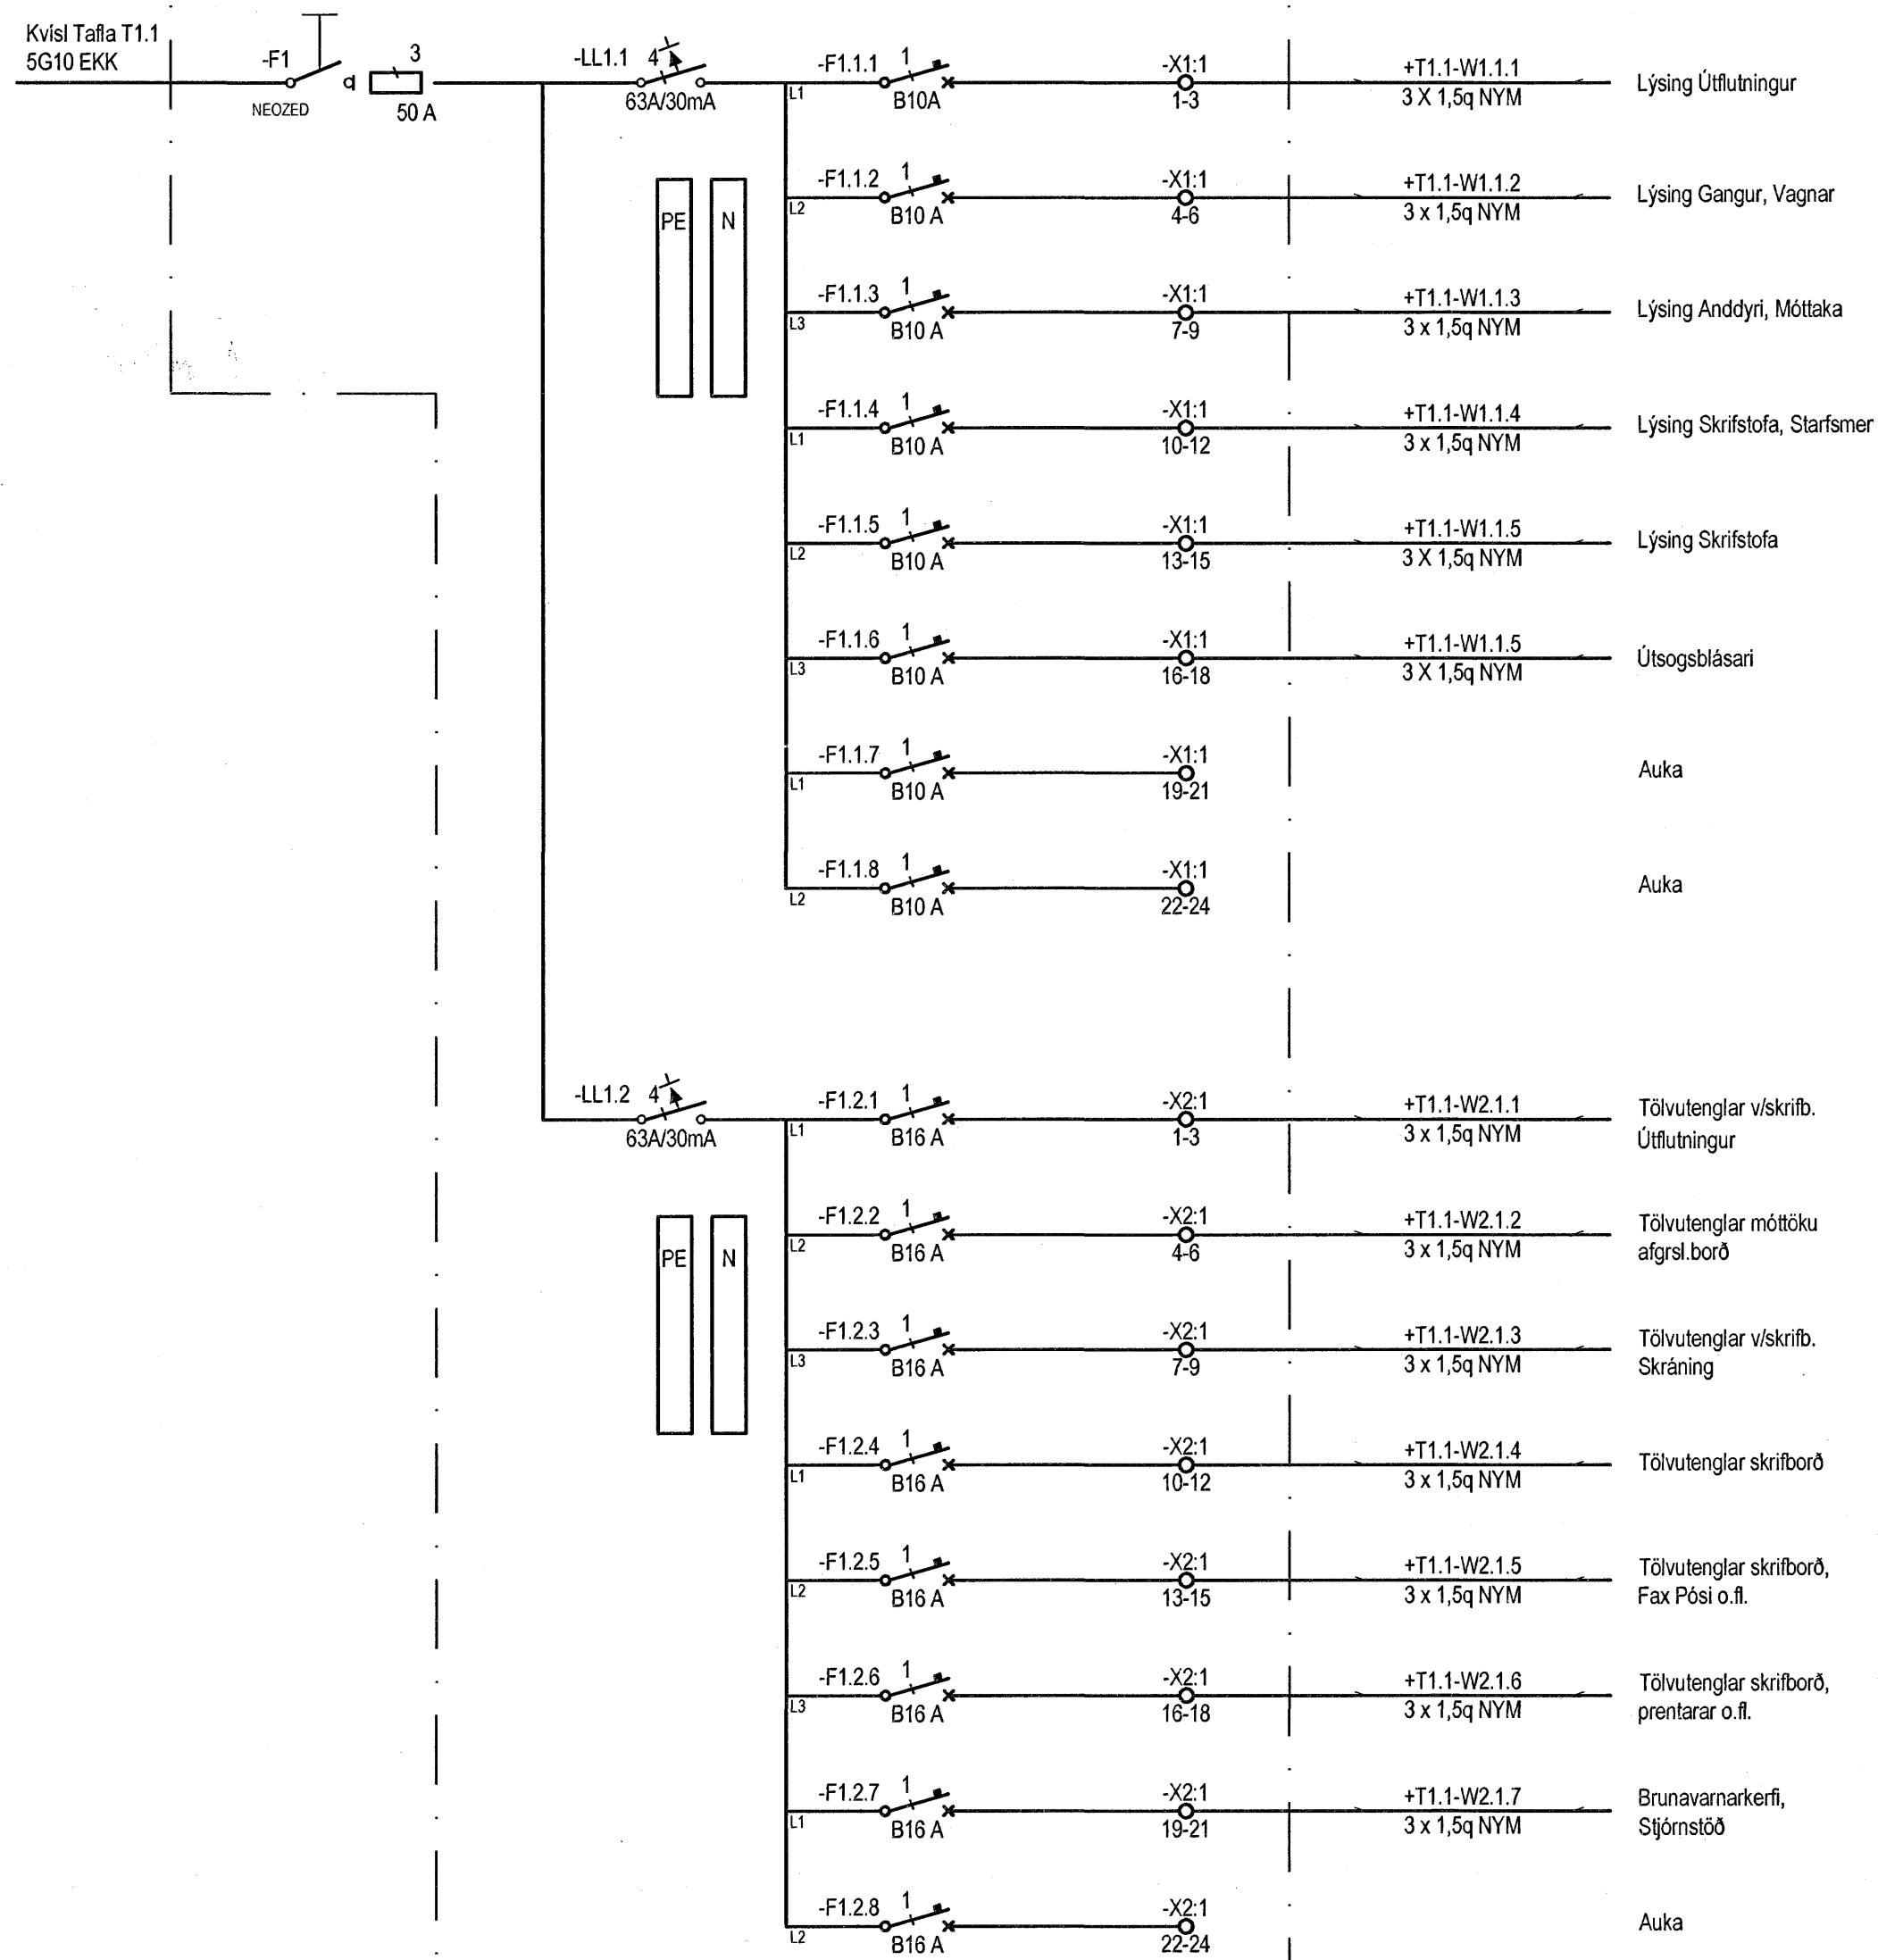 Kvísl Tafla T1.1
5G10 EKK
-F1
NEOZED
3
50 A
-LL1.1
4
63A/30mA
PE
N
L1
-F1.1.1
1
B10A
-X1:1
1-3
+T1.1-W1.1.1
3 X 1,5q NYM
Lýsing Útflutningur
L2
-F1.1.2
1
B10 A
-X1:1
4-6
+T1.1-W1.1.2
3 x 1,5q NYM
Lýsing Gangur, Vagnar
L3
-F1.1.3
1
B10 A
-X1:1
7-9
+T1.1-W1.1.3
3 x 1,5q NYM
Lýsing Anddyri, Móttaka
L1
-F1.1.4
1
B10 A
-X1:1
10-12
+T1.1-W1.1.4
3 x 1,5q NYM
Lýsing Skrifstofa, Starfsmer
L2
-F1.1.5
1
B10 A
-X1:1
13-15
+T1.1-W1.1.5
3 X 1,5q NYM
Lýsing Skrifstofa
L3
-F1.1.6
1
B10 A
-X1:1
16-18
+T1.1-W1.1.5
3 X 1,5q NYM
Útsogsblásari
L1
-F1.1.7
1
B10 A
-X1:1
19-21
Auka
L2
-F1.1.8
1
B10 A
-X1:1
22-24
Auka
-LL1.2
4
63A/30mA
PE
N
L1
-F1.2.1
1
B16 A
-X2:1
1-3
+T1.1-W2.1.1
3 x 1,5q NYM
Tölvutenglar v/skrifb.
Útflutningur
L2
-F1.2.2
1
B16 A
-X2:1
4-6
+T1.1-W2.1.2
3 x 1,5q NYM
Tölvutenglar móttöku
afgrsl.borð
L3
-F1.2.3
1
B16 A
-X2:1
7-9
+T1.1-W2.1.3
3 x 1,5q NYM
Tölvutenglar v/skrifb.
Skráning
L1
-F1.2.4
1
B16 A
-X2:1
10-12
+T1.1-W2.1.4
3 x 1,5q NYM
Tölvutenglar skrifborð
L2
-F1.2.5
1
B16 A
-X2:1
13-15
+T1.1-W2.1.5
3 x 1,5q NYM
Tölvutenglar skrifborð,
Fax Pósi o.fl.
L3
-F1.2.6
1
B16 A
-X2:1
16-18
+T1.1-W2.1.6
3 x 1,5q NYM
Tölvutenglar skrifborð,
prentarar o.fl.
L1
-F1.2.7
1
B16 A
-X2:1
19-21
+T1.1-W2.1.7
3 x 1,5q NYM
Brunavarnarkerfi,
Stjórnstöð
L2
-F1.2.8
1
B16 A
-X2:1
22-24
Auka